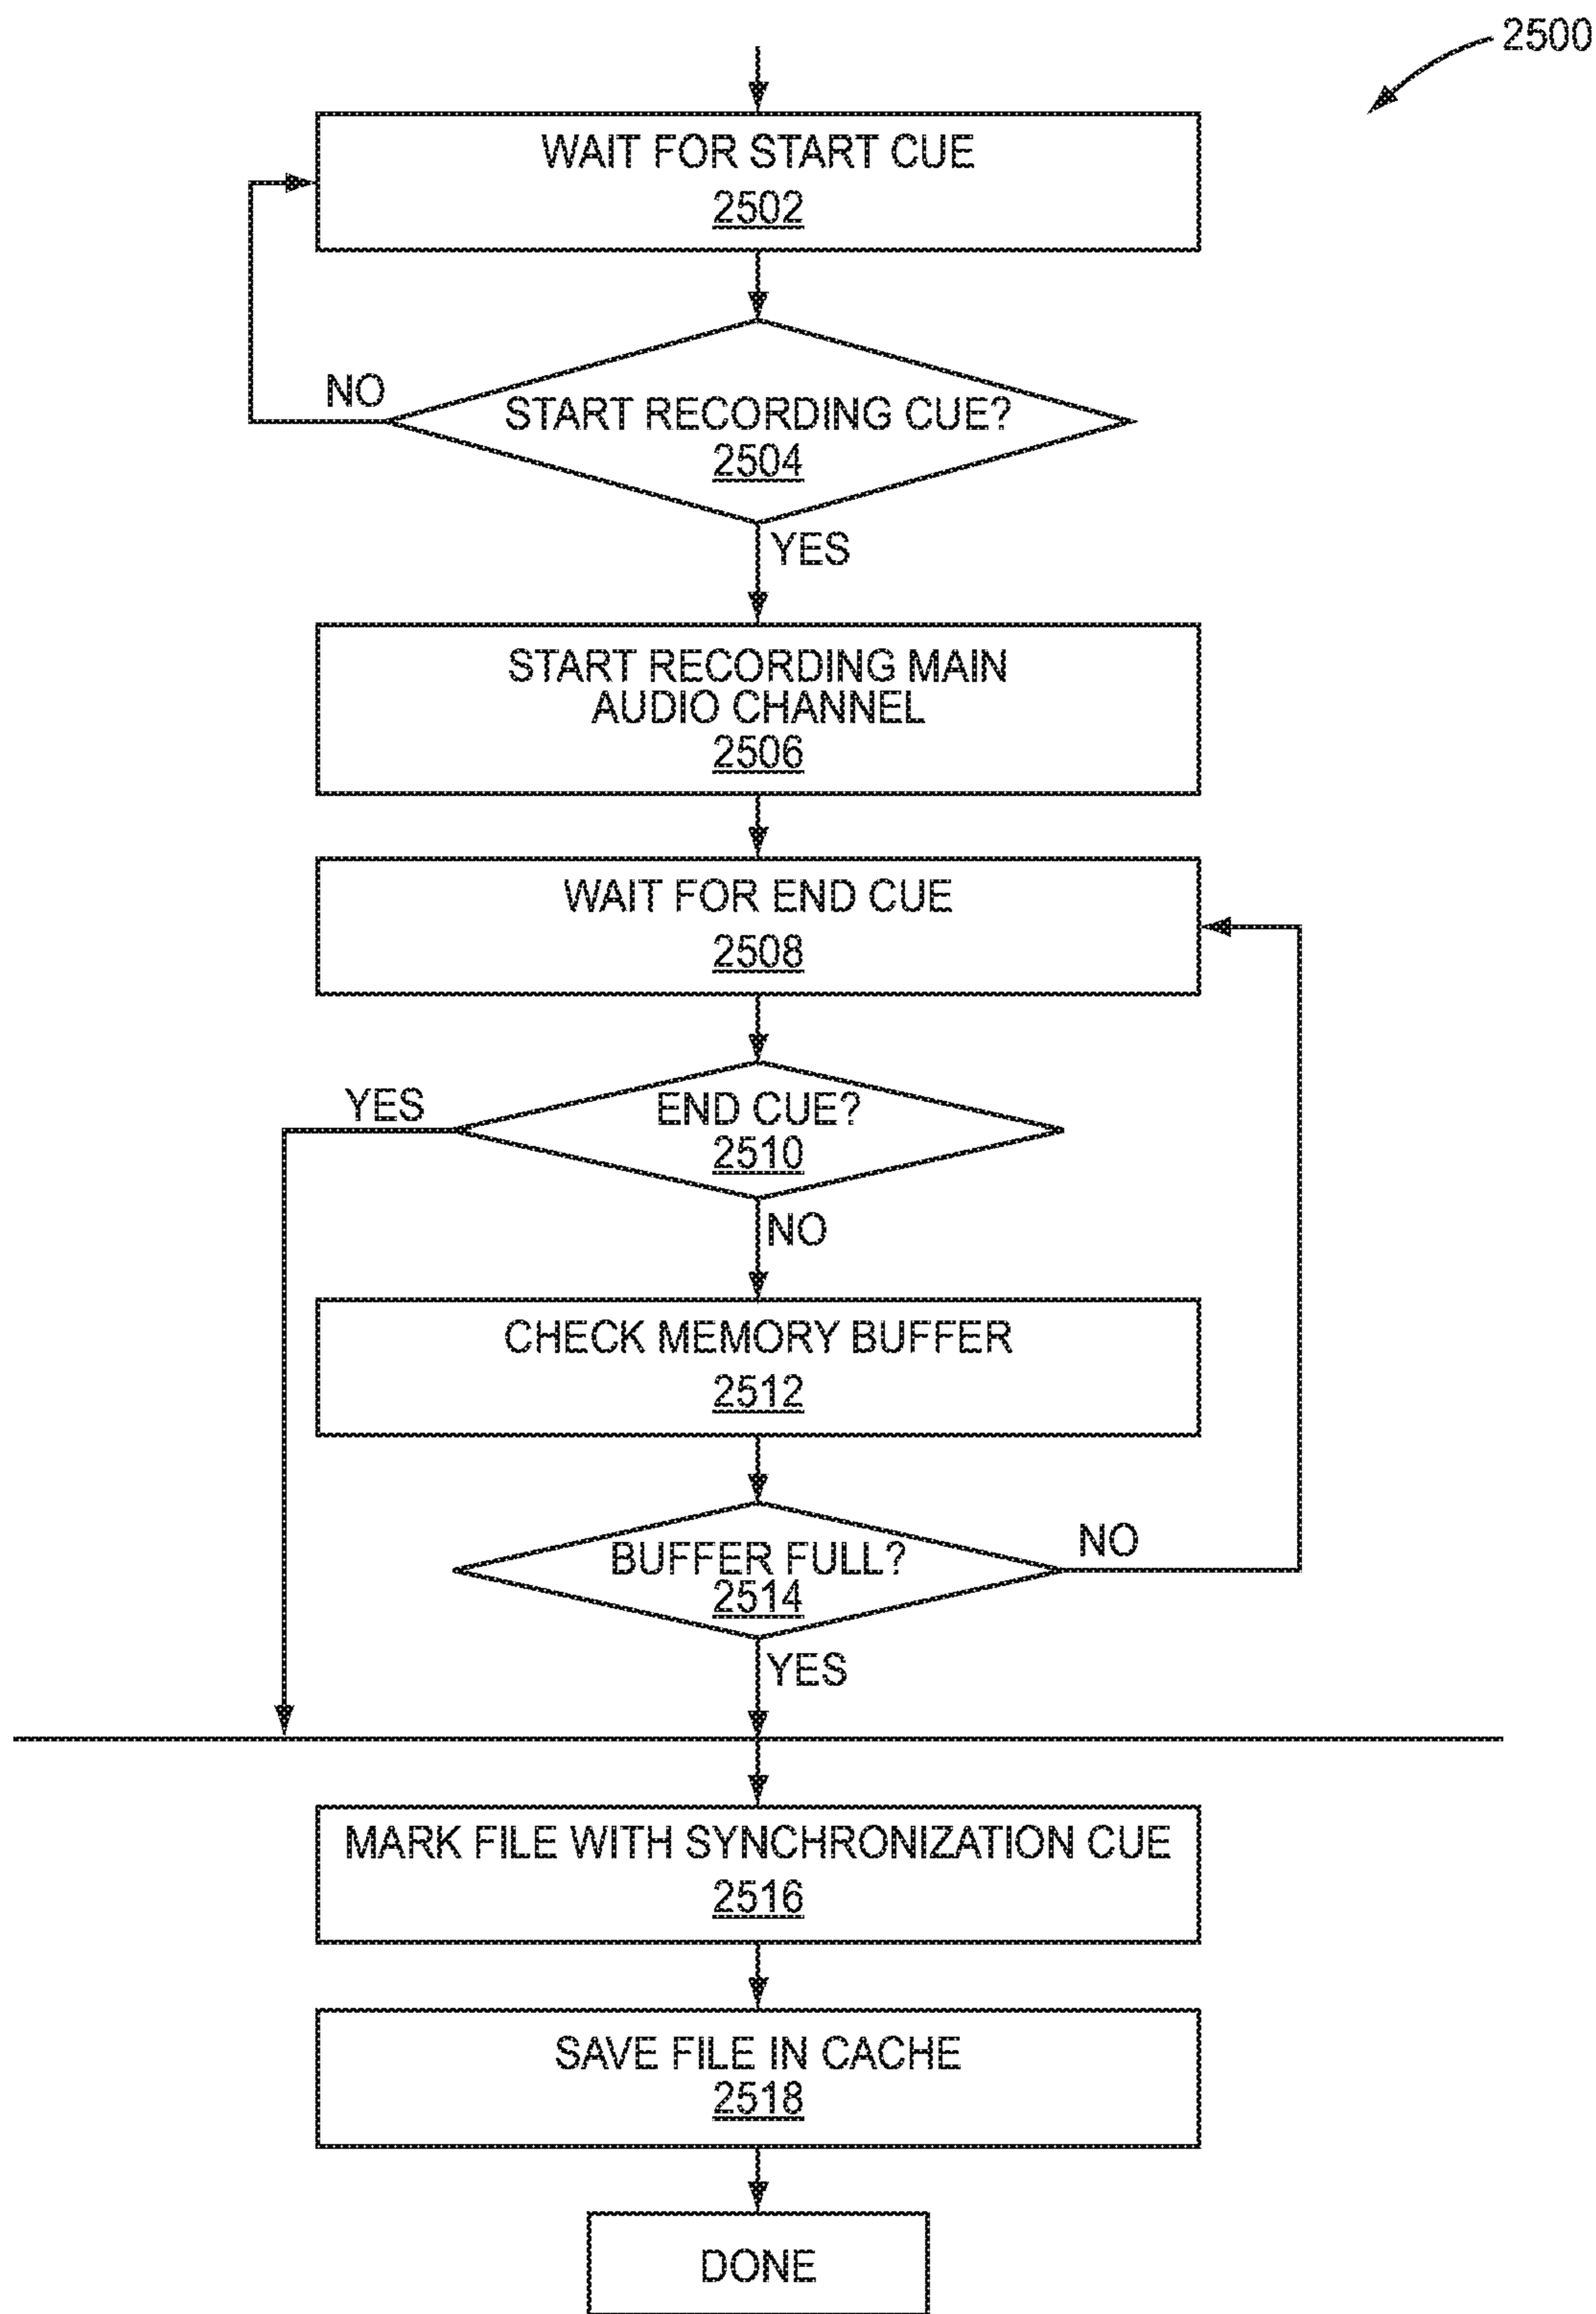 2500
WAIT FOR START CUE
2502
NO
START RECORDING CUE?
2504
YES
START RECORDING MAIN
AUDIO CHANNEL
2506
WAIT FOR END CUE
2508
YES
END CUE?
2510
NO
CHECK MEMORY BUFFER
2512
BUFFER FULL?
NO
2514
YES
MARK FILE WITH SYNCHRONIZATION CUE
2516
SAVE FILE IN CACHE
2518
DONE